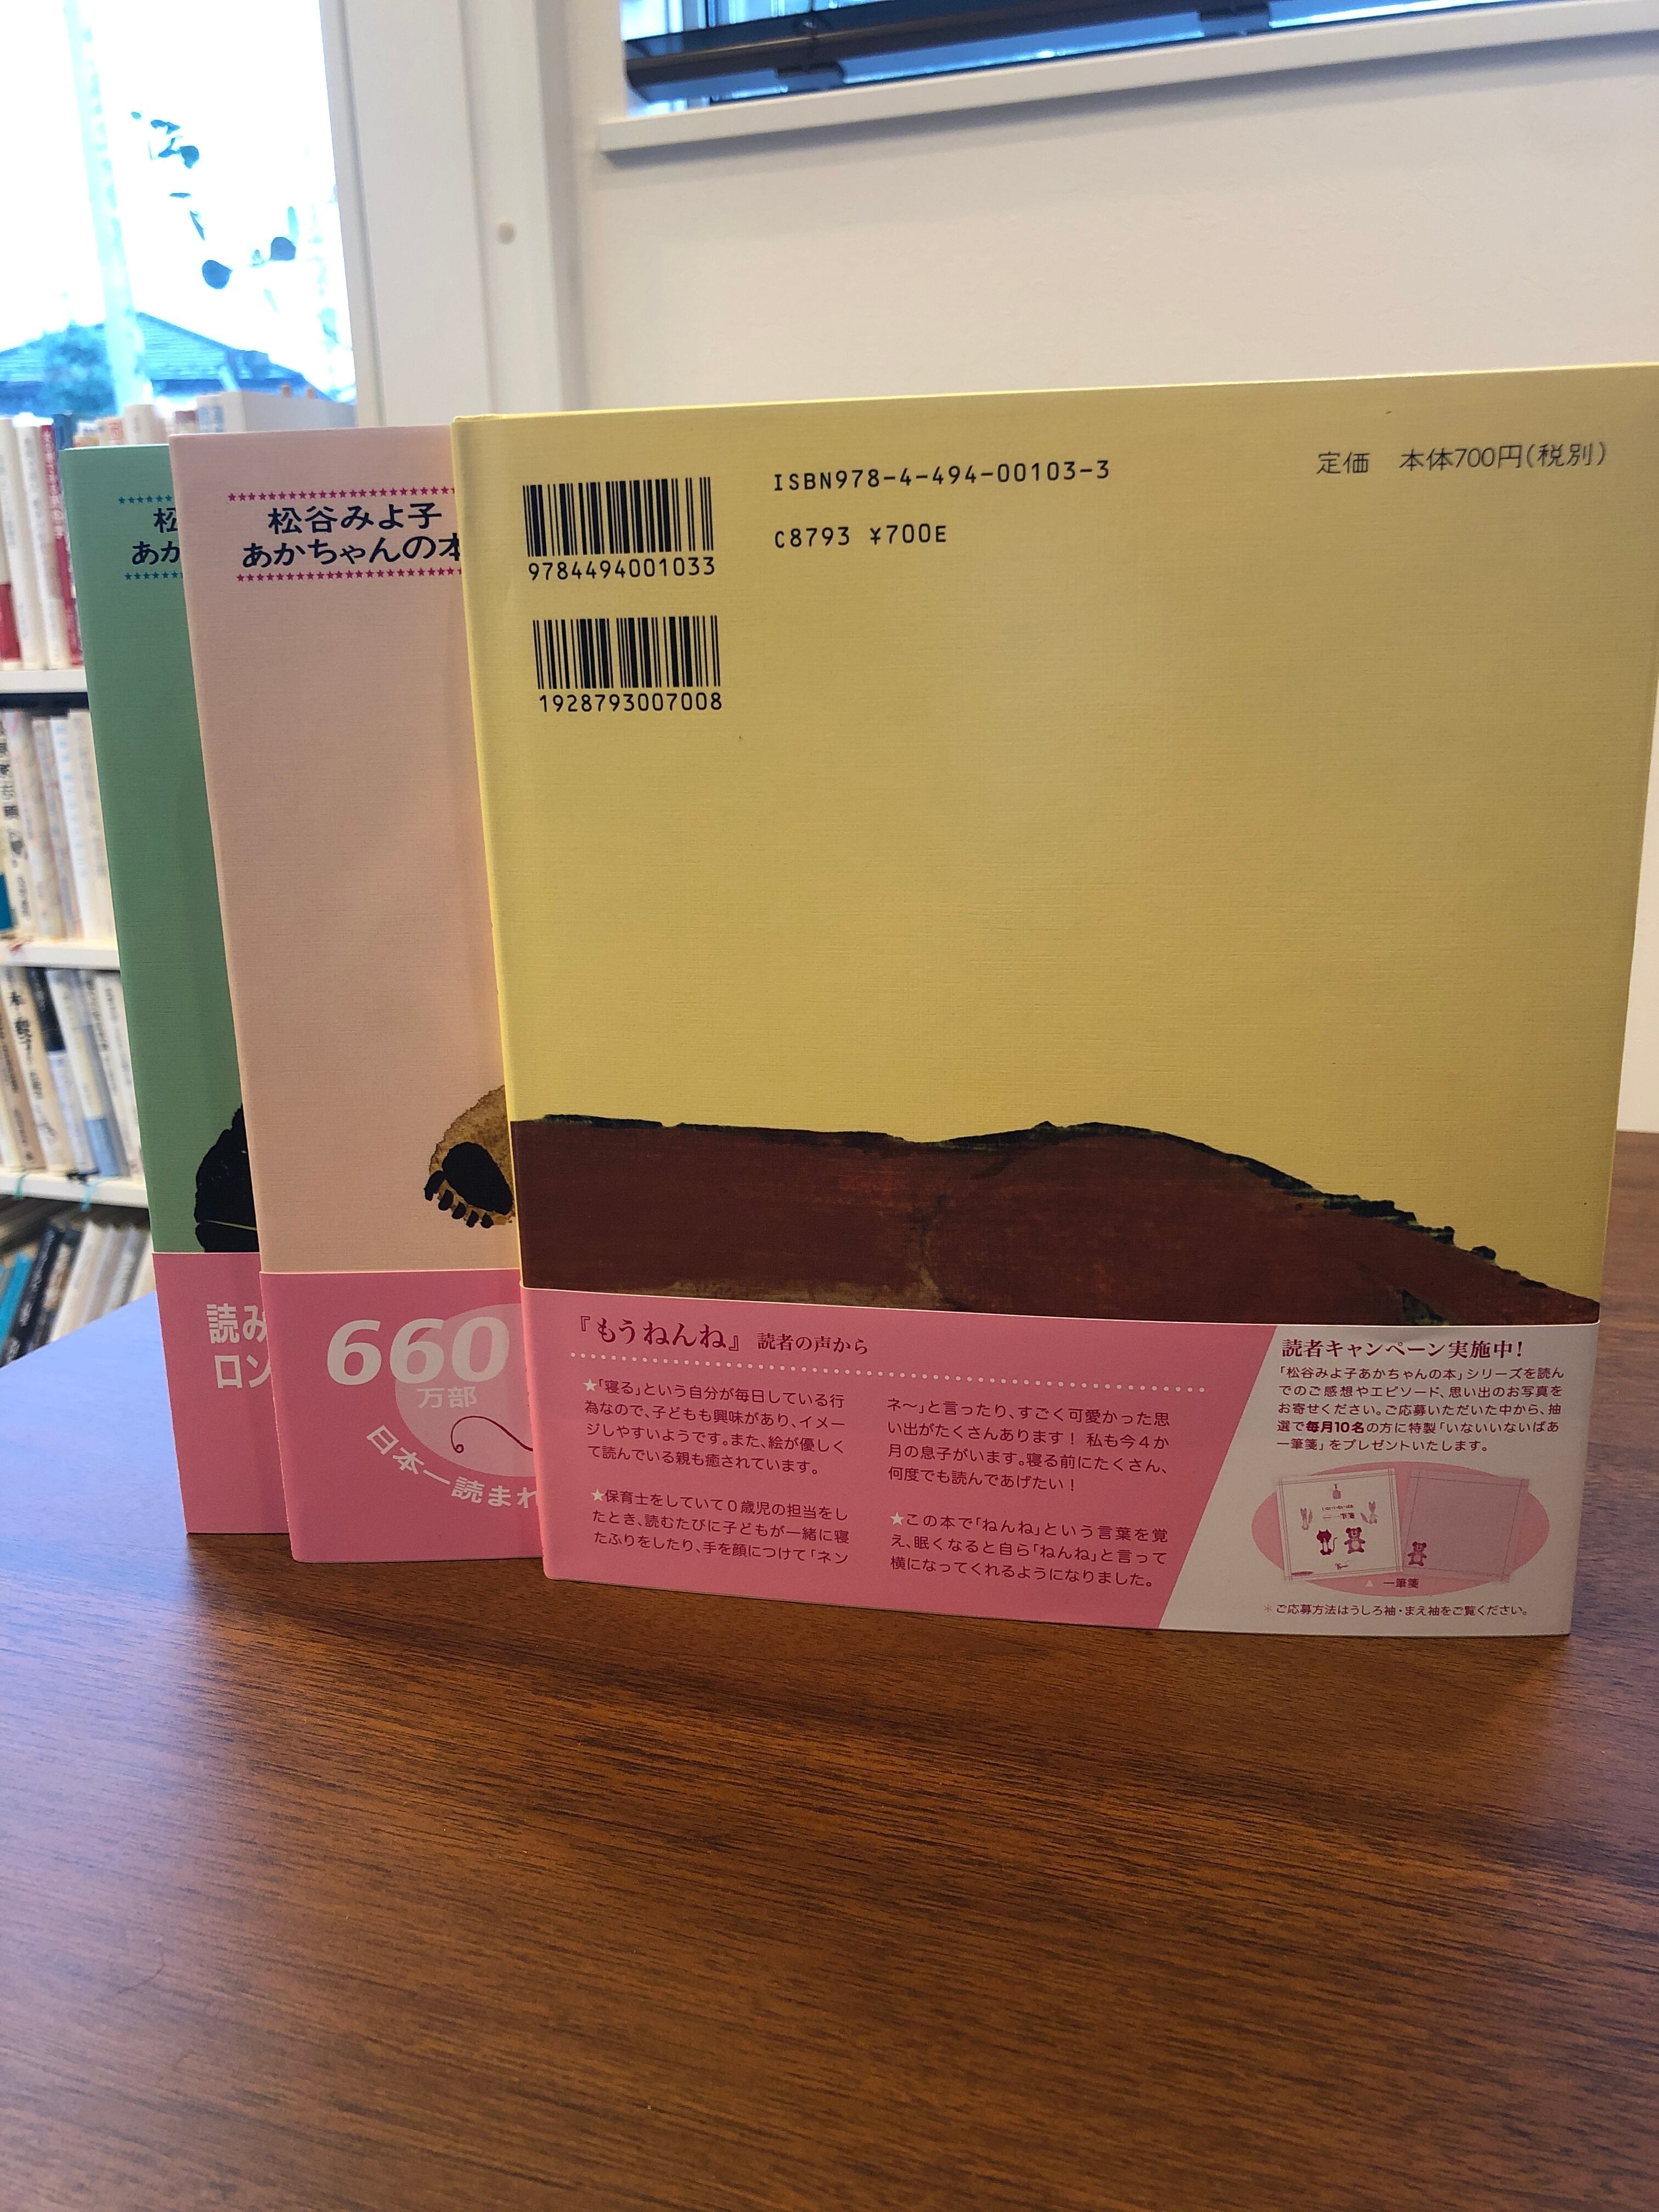 松
あか
読み
ロン
松谷みよ子
あかちゃんの本
660
万部
日本一読まれ
ISBN978-4-494-00103-3
C8793 ¥700E
定価 本体700円(税別)
9784494001033
1928793007008
『もうねんね』 読者の声から
★「寝る」という自分が毎日している行
為なので、子どもも興味があり、イメー
ジしやすいようです。また、絵が優しく
て読んでいる親も癒されています。
★保育士をしていて０歳児の担当をし
たとき、読むたびに子どもが一緒に寝
たふりをしたり、手を顔につけて「ネン
ネ〜」と言ったり、すごく可愛かった思
い出がたくさんあります！ 私も今４か
月の息子がいます。寝る前にたくさん、
何度でも読んであげたい！
★この本で「ねんね」という言葉を覚
え、眠くなると自ら「ねんね」と言って
横になってくれるようになりました。
読者キャンペーン実施中！
「松谷みよ子あかちゃんの本」シリーズを読ん
でのご感想やエピソード、思い出のお写真を
お寄せください。ご応募いただいた中から、抽
選で毎月10名の方に特製「いないいないばあ
一筆箋」をプレゼントいたします。
▲ 一筆箋
＊ご応募方法はうしろ袖・まえ袖をご覧ください。